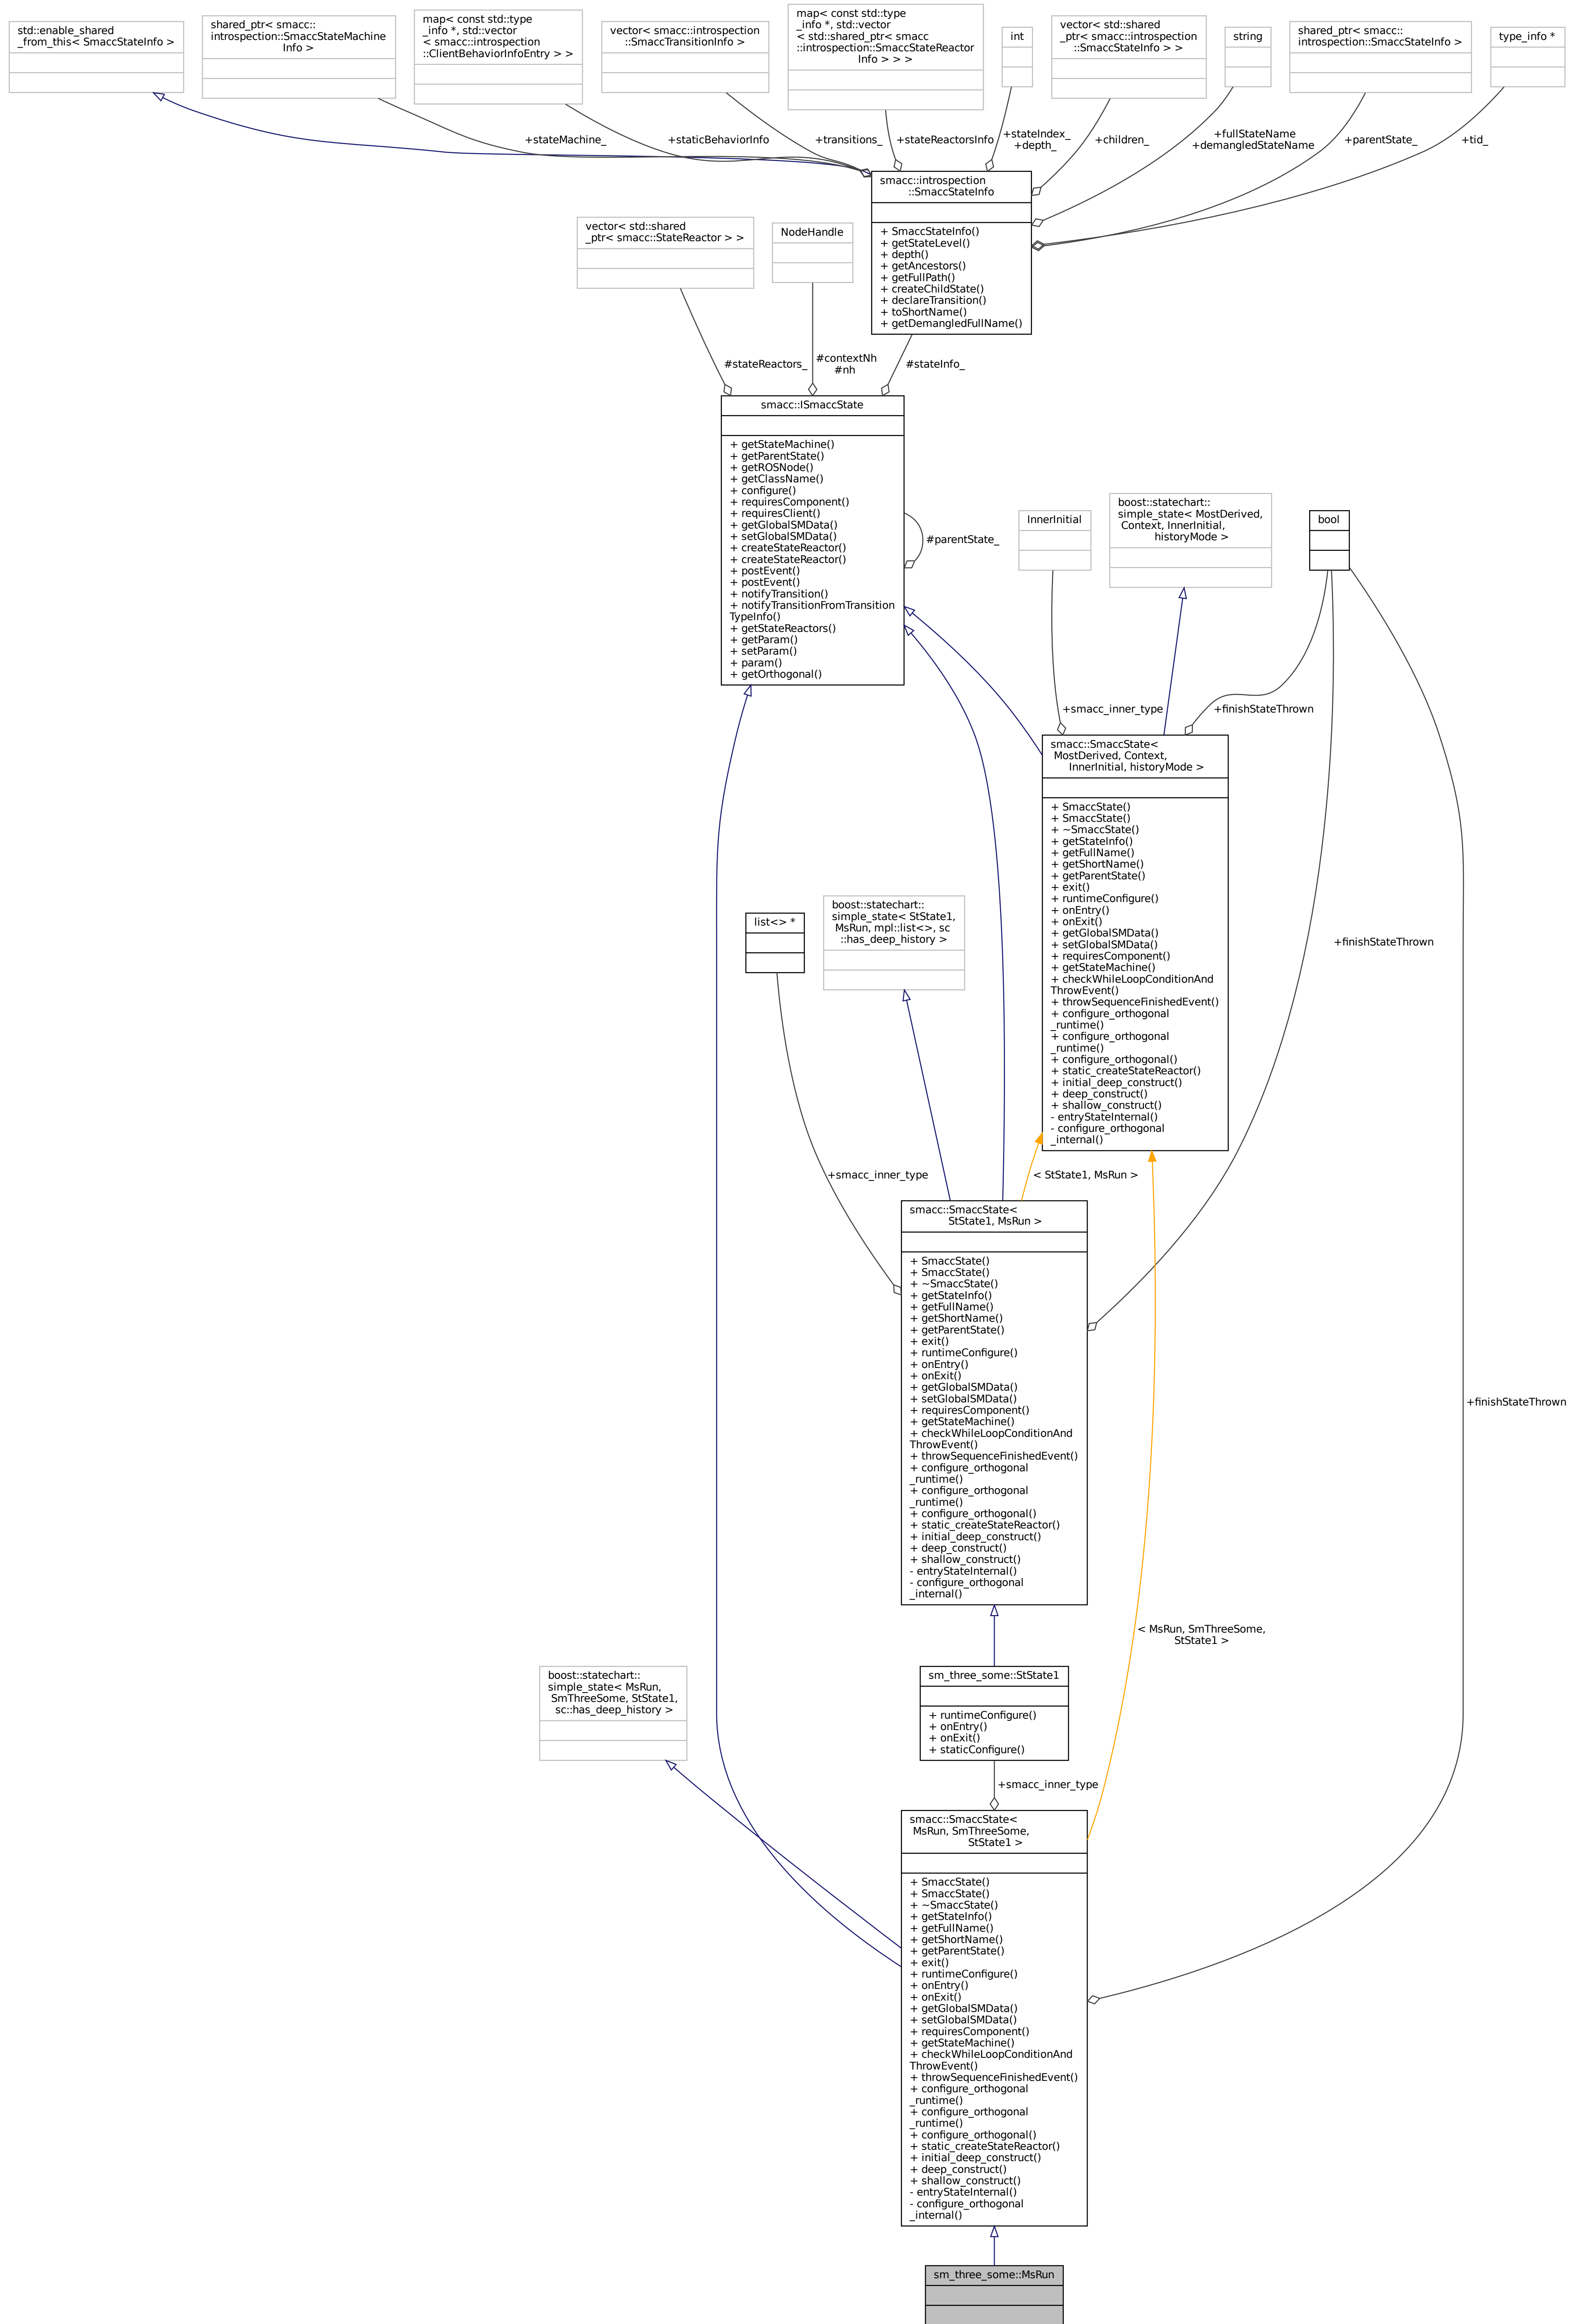 std::enable_shared
_from_this< SmaccStateInfo >
shared_ptr< smacc::
introspection::SmaccStateMachine
Info >
map< const std::type
_info *, std::vector
< smacc::introspection
::ClientBehaviorInfoEntry > >
vector< smacc::introspection
::SmaccTransitionInfo >
map< const std::type
_info *, std::vector
< std::shared_ptr< smacc
::introspection::SmaccStateReactor
Info > > >
int
vector< std::shared
_ptr< smacc::introspection
::SmaccStateInfo > >
string
shared_ptr< smacc::
introspection::SmaccStateInfo >
type_info *
+stateMachine_
+staticBehaviorInfo
+transitions_
+stateReactorsInfo
+stateIndex_
+depth_
+children_
+fullStateName
+demangledStateName
+parentState_
+tid_
smacc::introspection
::SmaccStateInfo
+ SmaccStateInfo()
+ getStateLevel()
+ depth()
+ getAncestors()
+ getFullPath()
+ createChildState()
+ declareTransition()
+ toShortName()
+ getDemangledFullName()
vector< std::shared
_ptr< smacc::StateReactor > >
NodeHandle
#stateReactors_
#contextNh
#nh
#stateInfo_
smacc::ISmaccState
+ getStateMachine()
+ getParentState()
+ getROSNode()
+ getClassName()
+ configure()
+ requiresComponent()
+ requiresClient()
+ getGlobalSMData()
+ setGlobalSMData()
+ createStateReactor()
+ createStateReactor()
+ postEvent()
+ postEvent()
+ notifyTransition()
+ notifyTransitionFromTransition
TypeInfo()
+ getStateReactors()
+ getParam()
+ setParam()
+ param()
+ getOrthogonal()
#parentState_
InnerInitial
boost::statechart::
simple_state< MostDerived,
Context, InnerInitial,
historyMode >
bool
+smacc_inner_type
+finishStateThrown
smacc::SmaccState<
MostDerived, Context,
InnerInitial, historyMode >
+ SmaccState()
+ SmaccState()
+ ~SmaccState()
+ getStateInfo()
+ getFullName()
+ getShortName()
+ getParentState()
+ exit()
+ runtimeConfigure()
+ onEntry()
+ onExit()
+ getGlobalSMData()
+ setGlobalSMData()
+ requiresComponent()
+ getStateMachine()
+ checkWhileLoopConditionAnd
ThrowEvent()
+ throwSequenceFinishedEvent()
+ configure_orthogonal
_runtime()
+ configure_orthogonal
_runtime()
+ configure_orthogonal()
+ static_createStateReactor()
+ initial_deep_construct()
+ deep_construct()
+ shallow_construct()
- entryStateInternal()
- configure_orthogonal
_internal()
list<> *
boost::statechart::
simple_state< StState1,
MsRun, mpl::list<>, sc
::has_deep_history >
+finishStateThrown
+smacc_inner_type
< StState1, MsRun >
smacc::SmaccState<
StState1, MsRun >
+ SmaccState()
+ SmaccState()
+ ~SmaccState()
+ getStateInfo()
+ getFullName()
+ getShortName()
+ getParentState()
+ exit()
+ runtimeConfigure()
+ onEntry()
+ onExit()
+ getGlobalSMData()
+ setGlobalSMData()
+ requiresComponent()
+ getStateMachine()
+ checkWhileLoopConditionAnd
ThrowEvent()
+ throwSequenceFinishedEvent()
+ configure_orthogonal
_runtime()
+ configure_orthogonal
_runtime()
+ configure_orthogonal()
+ static_createStateReactor()
+ initial_deep_construct()
+ deep_construct()
+ shallow_construct()
- entryStateInternal()
- configure_orthogonal
_internal()
+finishStateThrown
< MsRun, SmThreeSome,
StState1 >
boost::statechart::
simple_state< MsRun,
SmThreeSome, StState1,
sc::has_deep_history >
sm_three_some::StState1
+ runtimeConfigure()
+ onEntry()
+ onExit()
+ staticConfigure()
+smacc_inner_type
smacc::SmaccState<
MsRun, SmThreeSome,
StState1 >
+ SmaccState()
+ SmaccState()
+ ~SmaccState()
+ getStateInfo()
+ getFullName()
+ getShortName()
+ getParentState()
+ exit()
+ runtimeConfigure()
+ onEntry()
+ onExit()
+ getGlobalSMData()
+ setGlobalSMData()
+ requiresComponent()
+ getStateMachine()
+ checkWhileLoopConditionAnd
ThrowEvent()
+ throwSequenceFinishedEvent()
+ configure_orthogonal
_runtime()
+ configure_orthogonal
_runtime()
+ configure_orthogonal()
+ static_createStateReactor()
+ initial_deep_construct()
+ deep_construct()
+ shallow_construct()
- entryStateInternal()
- configure_orthogonal
_internal()
sm_three_some::MsRun